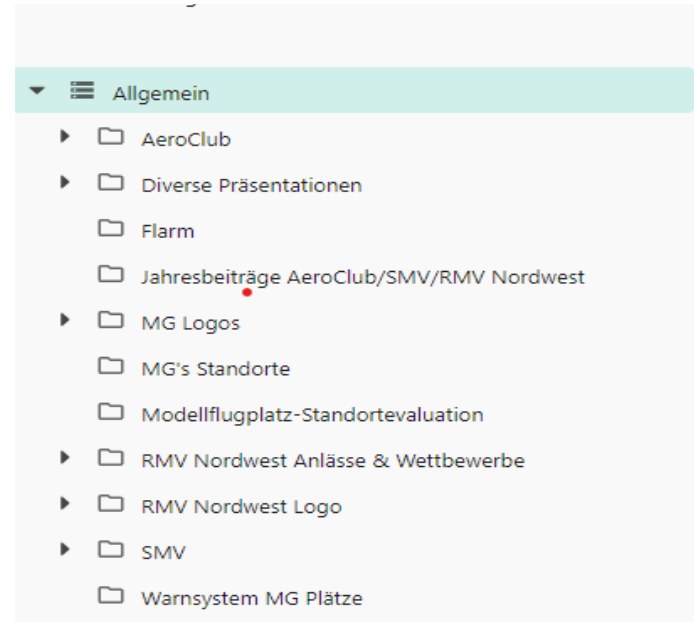 Allgemein
AeroClub
Diverse Präsentationen
Flarm
Jahresbeiträge AeroClub/SMV/RMV Nordwest
MG Logos
MG's Standorte
Modellflugplatz-Standortevaluation
RMV Nordwest Anlässe & Wettbewerbe
RMV Nordwest Logo
SMV
Warnsystem MG Plätze